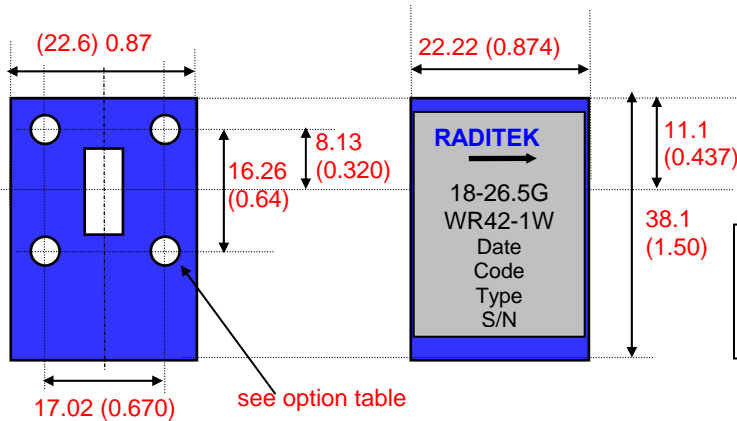 (22.6) 0.87
22.22 (0.874)
8.13
(0.320)
16.26
(0.64)
RADITEK
18-26.5G
WR42-1W
Date
Code
Type
S/N
11.1
(0.437)
38.1
(1.50)
17.02 (0.670)
see option table